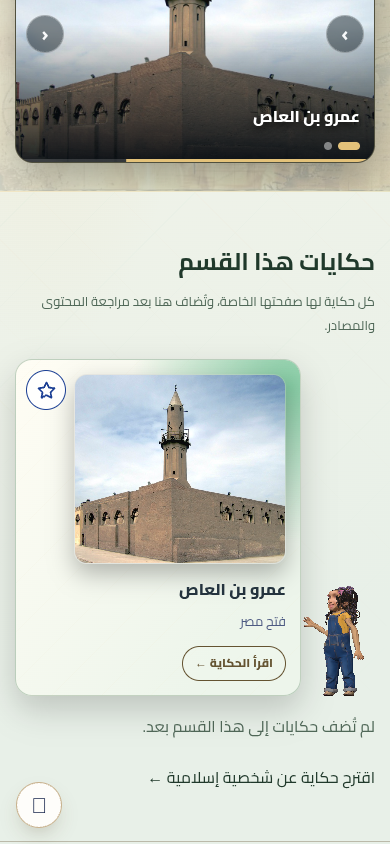 عمرو بن العاص
حكايات هذا القسم
كل حكاية لها صفحتها الخاصة، وتُضاف هنا بعد مراجعة المحتوى
والمصادر.
عمرو بن العاص
فتح مصر
اقرأ الحكاية ←
لم تُضف حكايات إلى هذا القسم بعد.
اقترح حكاية عن شخصية إسلامية ←